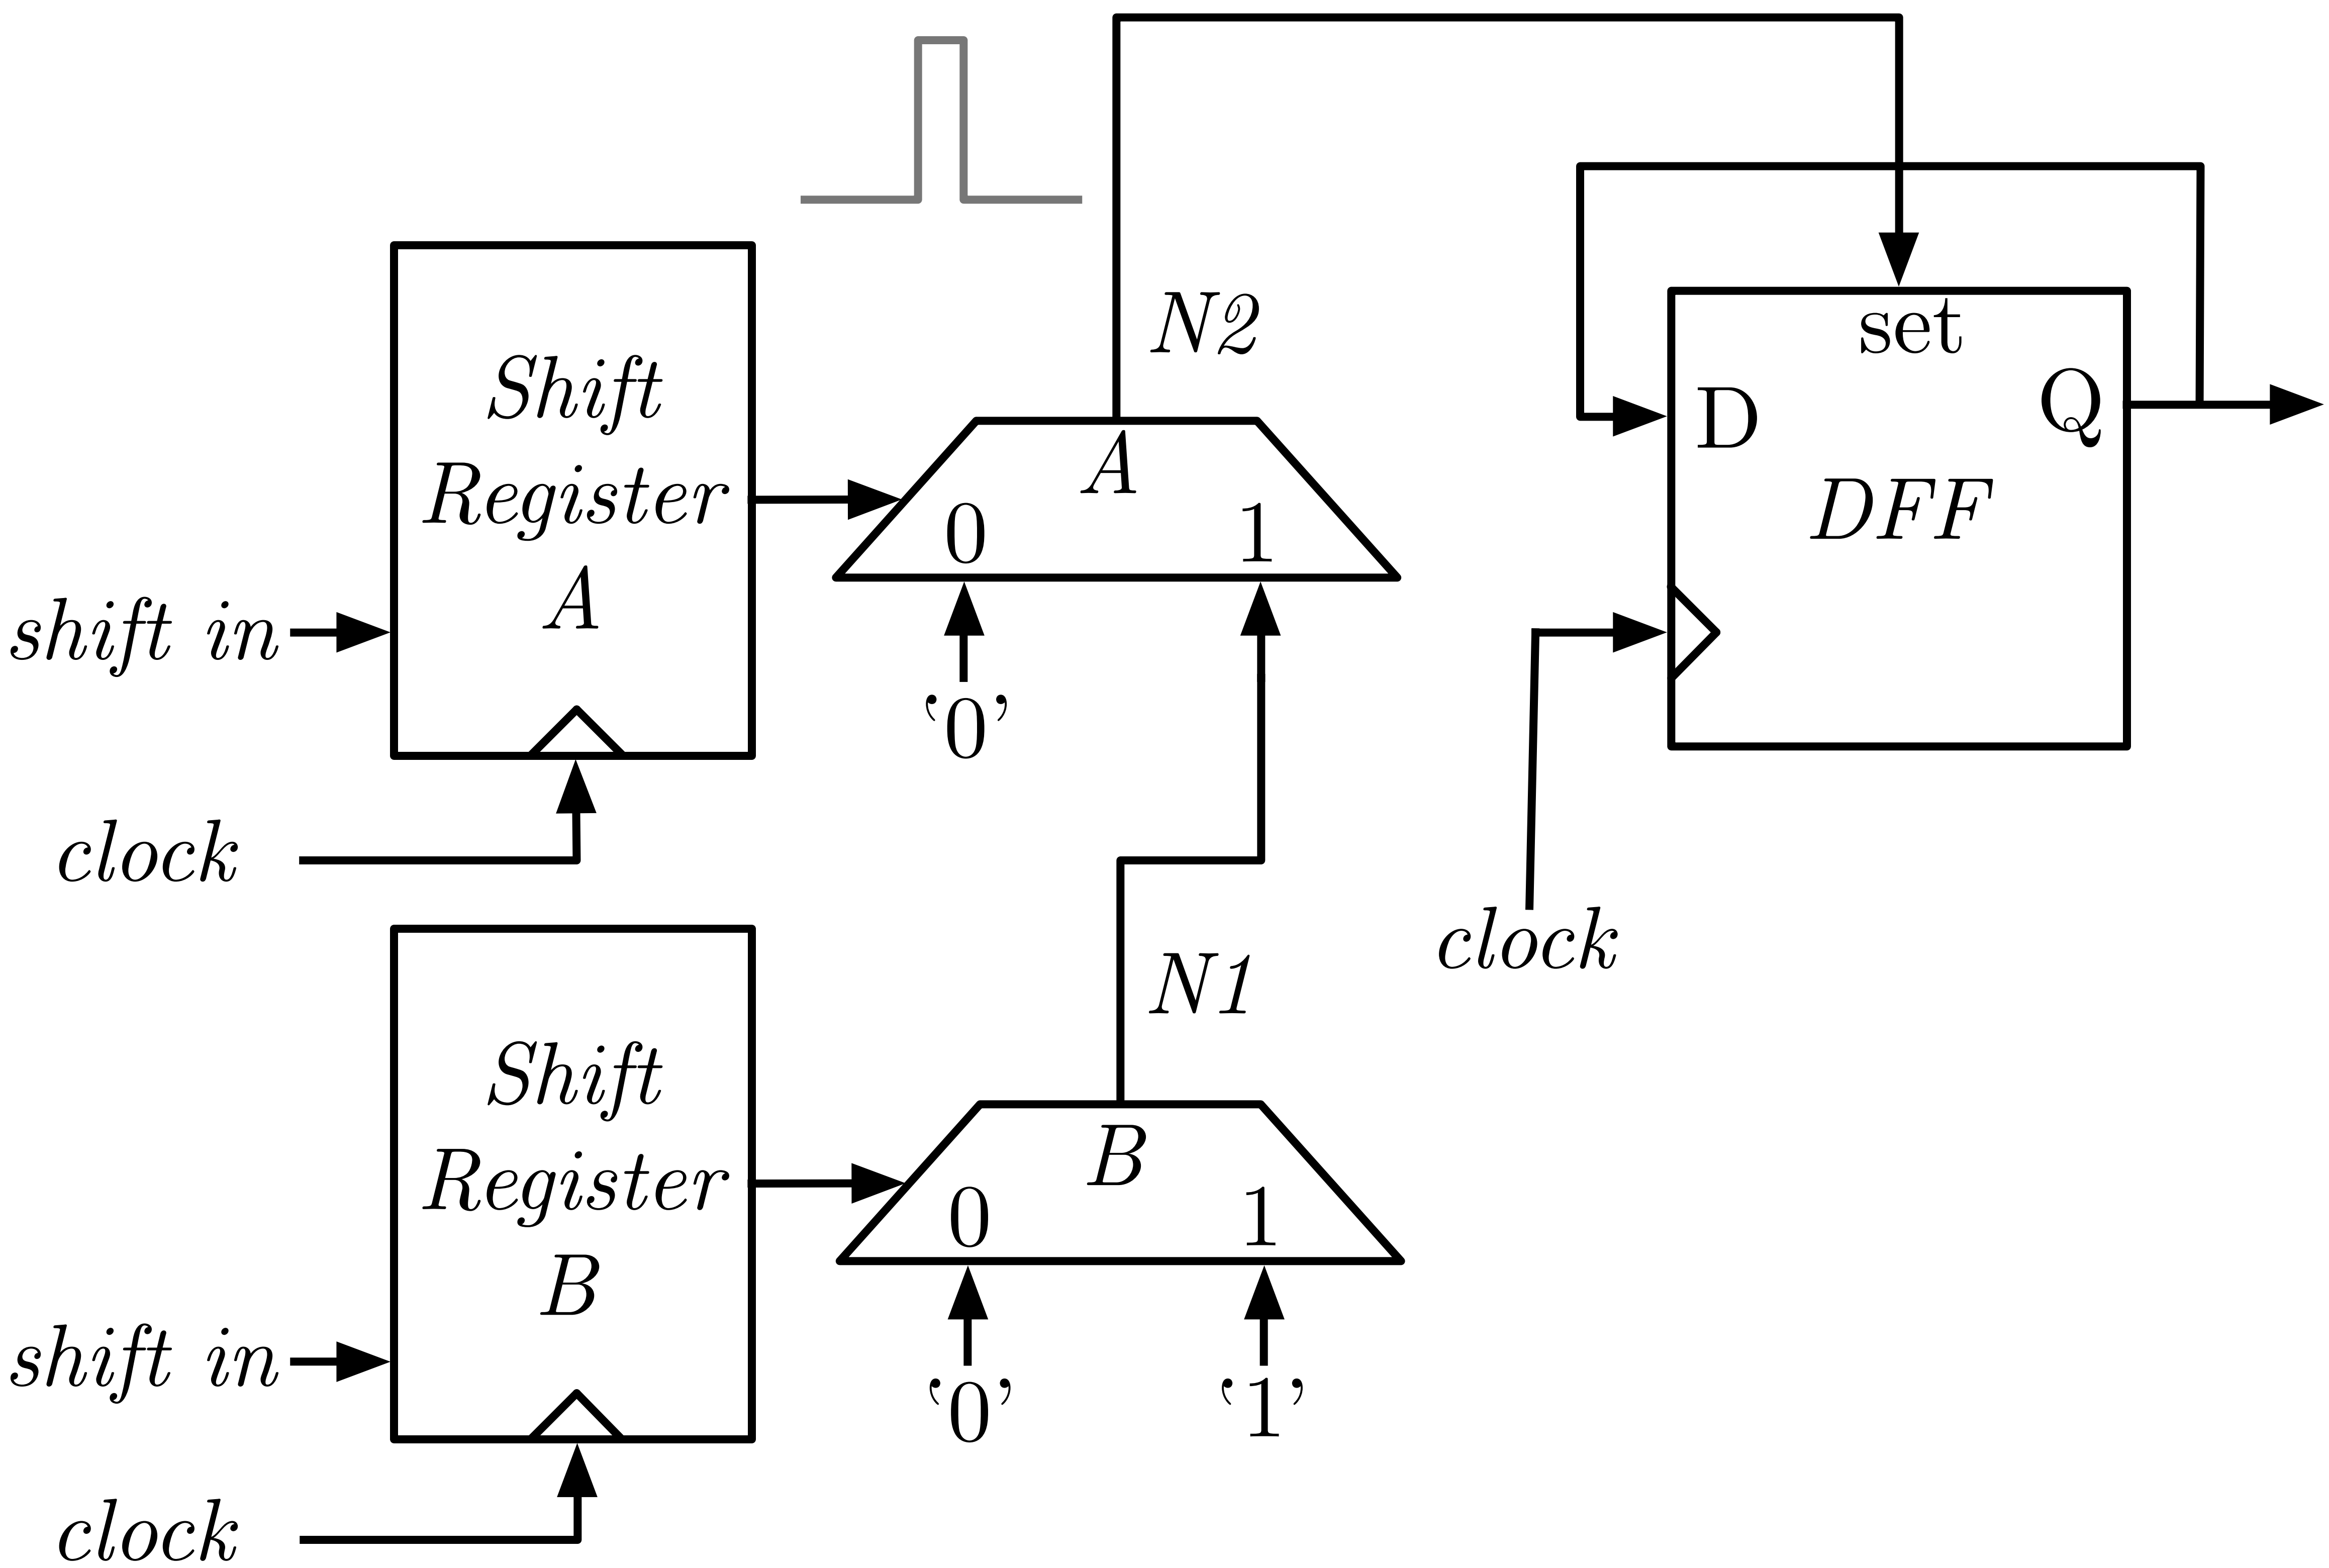 N2
set
Shift
Register
A
A
0
1
D
Q
DFF
shift in
‘0’
clock
clock
N1
Shift
Register
B
B
0
1
shift in
‘0’
‘1’
clock